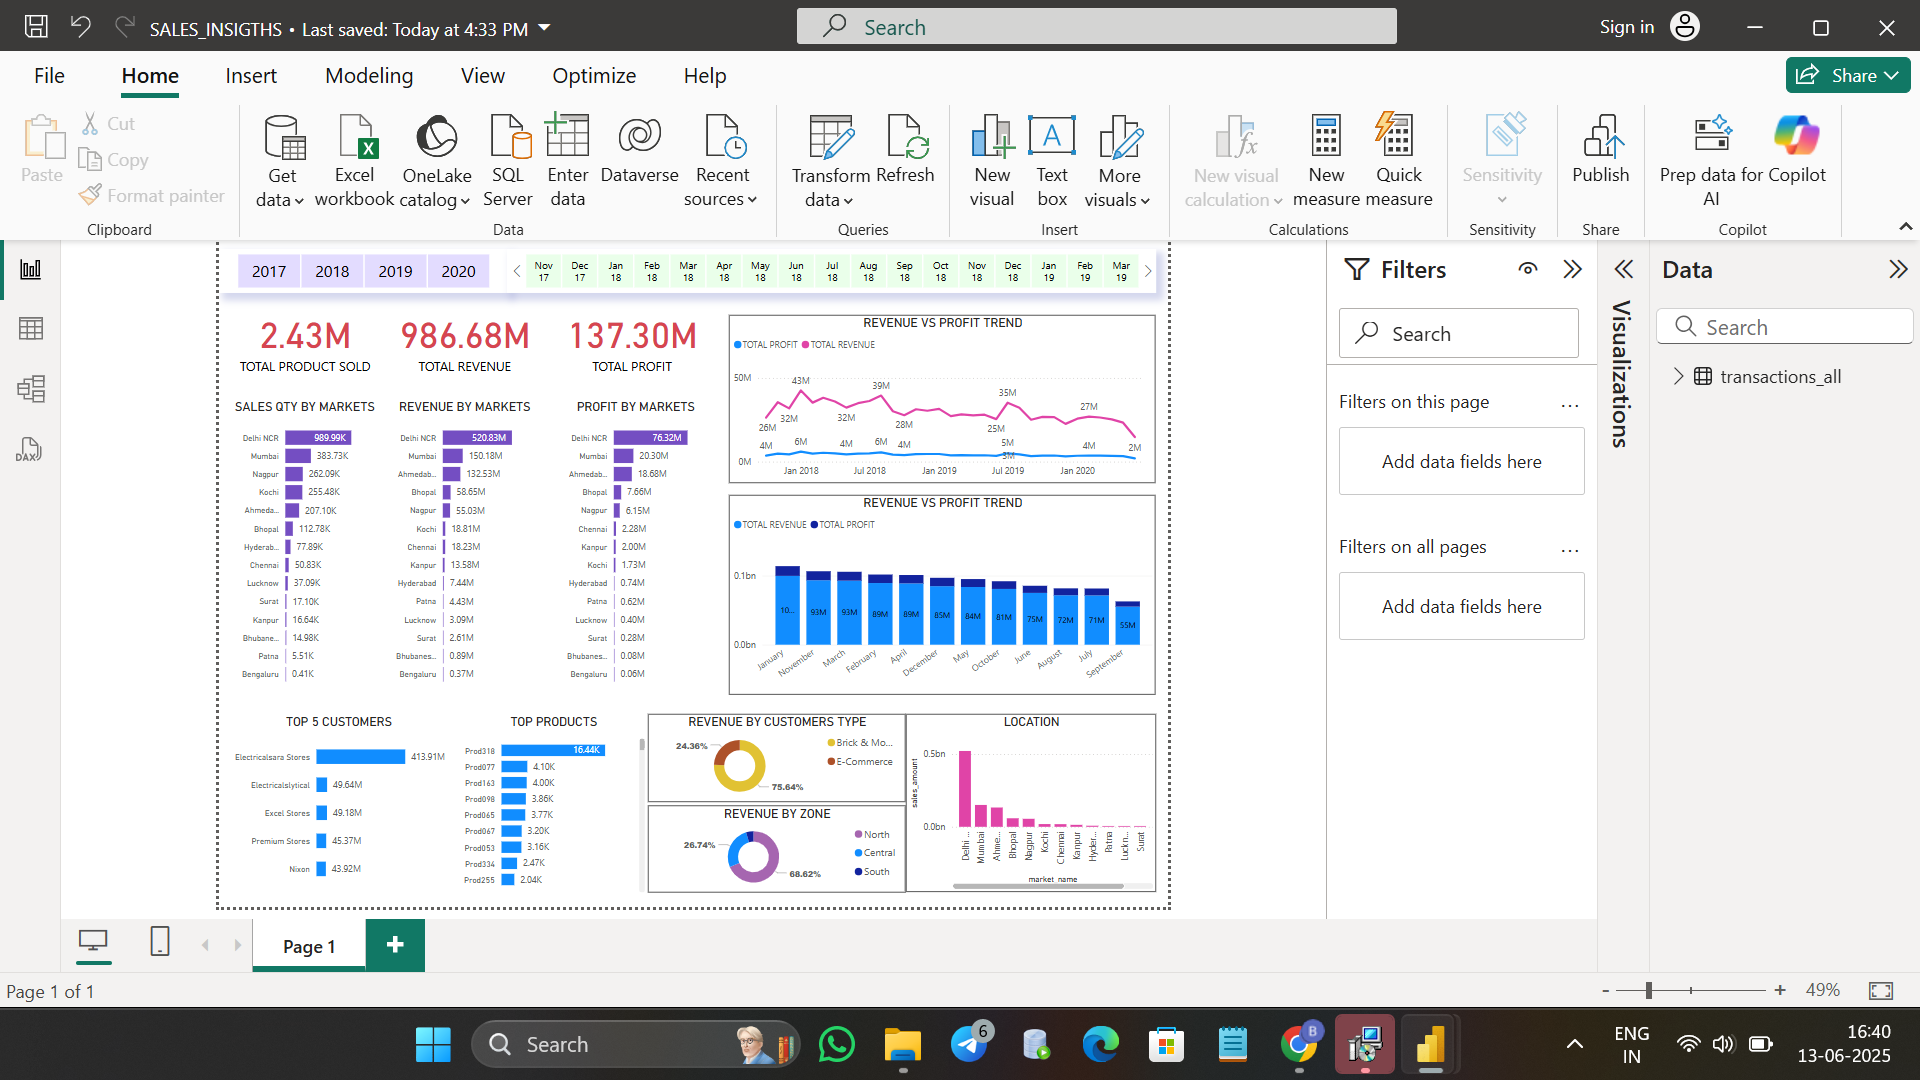 SALES_INSIGTHS • Last saved: Today at 4:33 PM
Search
Sign in
File
Home
Insert
Modeling
View
Optimize
Help
Share
Paste
Cut
Copy
Format painter
Clipboard
Get data
Excel workbook
OneLake catalog
SQL Server
Enter data
Dataverse
Recent sources
Data
Transform data
Refresh
Queries
New visual
Text box
More visuals
Insert
New visual calculation
New measure
Quick measure
Calculations
Sensitivity
Sensitivity
Publish
Share
Prep data for AI
Copilot
Copilot
2017 2018 2019 2020
Nov 17
Dec 17
Jan 18
Feb 18
Mar 18
Apr 18
May 18
Jun 18
Jul 18
Aug 18
Sep 18
Oct 18
Nov 18
Dec 18
Jan 19
Feb 19
Mar 19
2.43M
TOTAL PRODUCT SOLD
986.68M
TOTAL REVENUE
137.30M
TOTAL PROFIT
SALES QTY BY MARKETS
Delhi NCR 989.99K
Mumbai 383.73K
Nagpur 262.09K
Kochi 255.48K
Ahmeda... 207.10K
Bhopal 112.78K
Hyderab... 77.89K
Chennai 50.83K
Lucknow 37.09K
Surat 17.10K
Kanpur 16.64K
Bhubane... 14.98K
Patna 5.51K
Bengaluru 0.41K
REVENUE BY MARKETS
Delhi NCR 520.83M
Mumbai 150.18M
Ahmedab... 132.53M
Bhopal 58.65M
Nagpur 55.03M
Kochi 18.81M
Chennai 18.23M
Kanpur 13.58M
Hyderabad 7.44M
Patna 4.43M
Lucknow 3.09M
Surat 2.61M
Bhubanes... 0.89M
Bengaluru 0.37M
PROFIT BY MARKETS
Delhi NCR 76.32M
Mumbai 20.30M
Ahmedab... 18.68M
Bhopal 7.66M
Nagpur 6.15M
Chennai 2.28M
Kanpur 2.00M
Kochi 1.73M
Hyderabad 0.74M
Patna 0.62M
Lucknow 0.40M
Surat 0.28M
Bhubanes... 0.08M
Bengaluru 0.06M
REVENUE VS PROFIT TREND
TOTAL PROFIT TOTAL REVENUE
50M
0M
26M 32M 43M 32M 39M 28M 25M 35M 27M
4M 6M 4M 6M 4M 5M 5M 4M 2M
Jan 2018 Jul 2018 Jan 2019 Jul 2019 Jan 2020
REVENUE VS PROFIT TREND
TOTAL REVENUE TOTAL PROFIT
0.1bn
0.0bn
10... 93M 93M 89M 89M 85M 84M 81M 75M 72M 71M 55M
January November March February April December May October June August July September
TOP 5 CUSTOMERS
Electricalsara Stores 413.91M
Electricalslytical 49.64M
Excel Stores 49.18M
Premium Stores 45.37M
Nixon 43.92M
TOP PRODUCTS
Prod318 16.44K
Prod077 4.10K
Prod163 4.00K
Prod098 3.86K
Prod065 3.77K
Prod067 3.20K
Prod053 3.16K
Prod334 2.47K
Prod255 2.04K
REVENUE BY CUSTOMERS TYPE
24.36%
75.64%
Brick & Mo...
E-Commerce
REVENUE BY ZONE
26.74%
68.62%
North
Central
South
LOCATION
sales_amount
0.5bn
0.0bn
Delhi ... Mumbai Ahme... Bhopal Nagpur Kochi Chennai Kanpur Hyder... Patna Luckn... Surat
market_name
Filters
Search
Filters on this page ...
Add data fields here
Filters on all pages ...
Add data fields here
Visualizations
Data
Search
transactions_all
DAX
Page 1
Page 1 of 1
- + 49%
Search
6
B
ENG
IN
16:40
13-06-2025